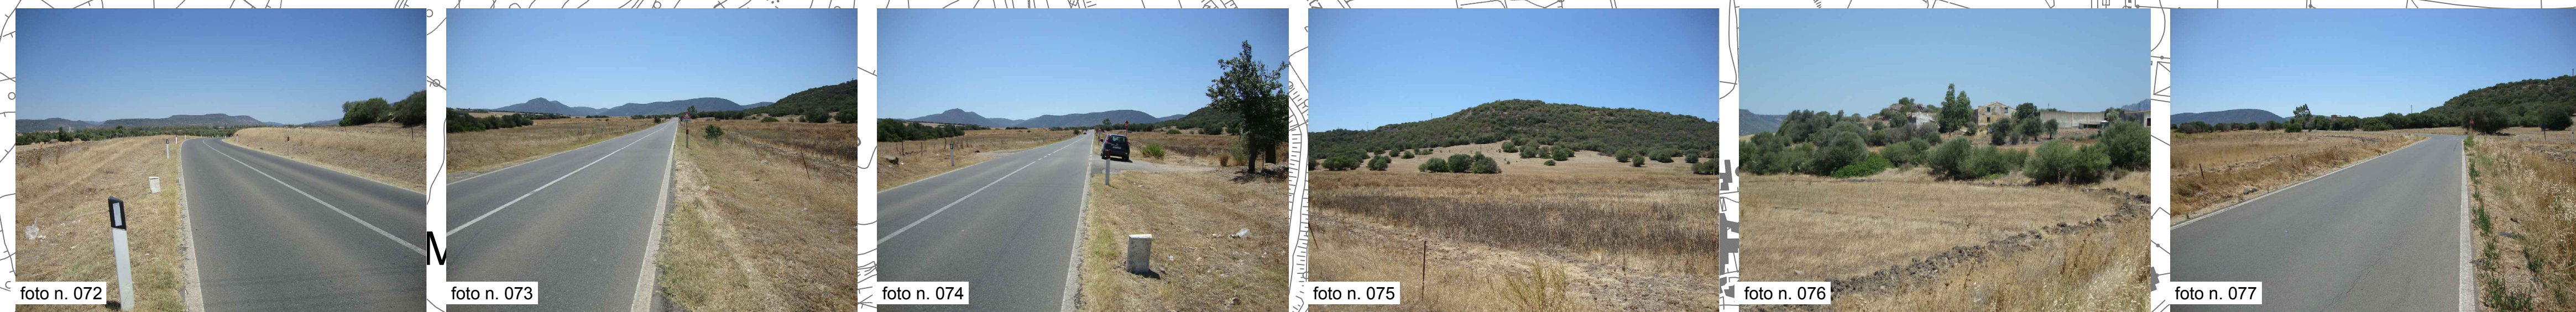 foto n. 072
M
foto n. 073
foto n. 074
foto n. 075
foto n. 076
foto n. 077